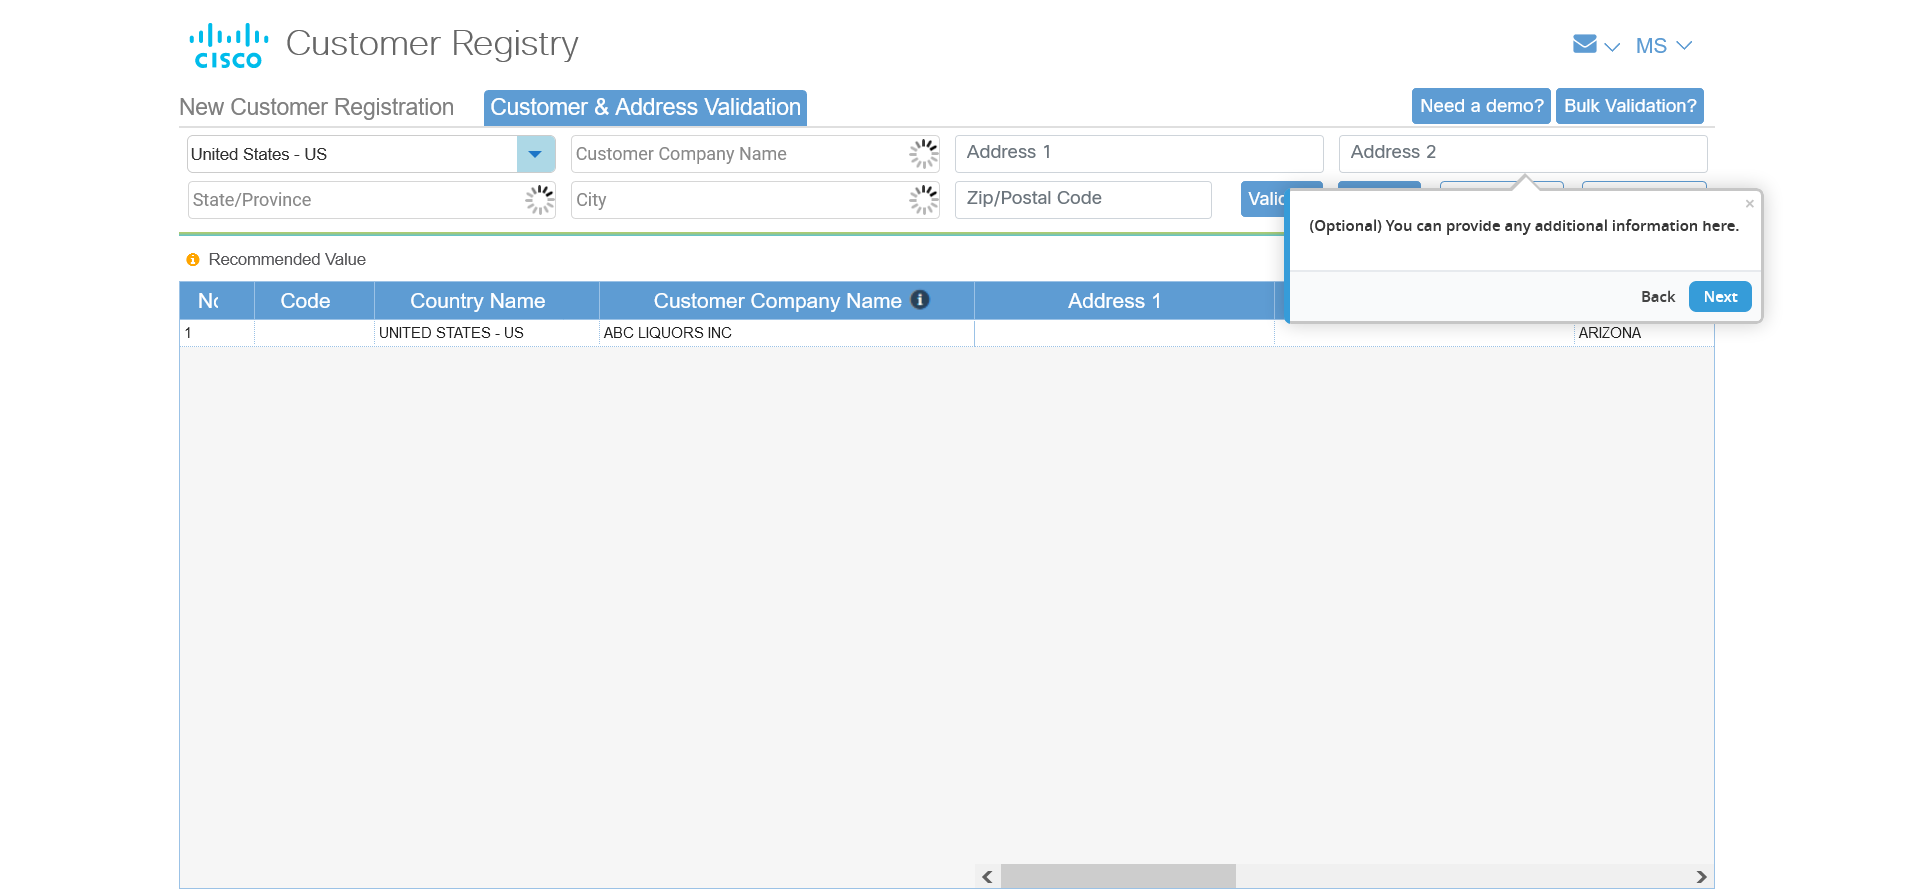 CISCO Customer Registry
MS
New Customer Registration Customer & Address Validation Need a demo? Bulk Validation?
United States - US Customer Company Name Address 1 Address 2
State/Province City Zip/Postal Code
(Optional) You can provide any additional information here.
Back Next
Recommended Value
Code Country Name Customer Company Name Address 1
1 UNITED STATES - US ABC LIQUORS INC ARIZONA